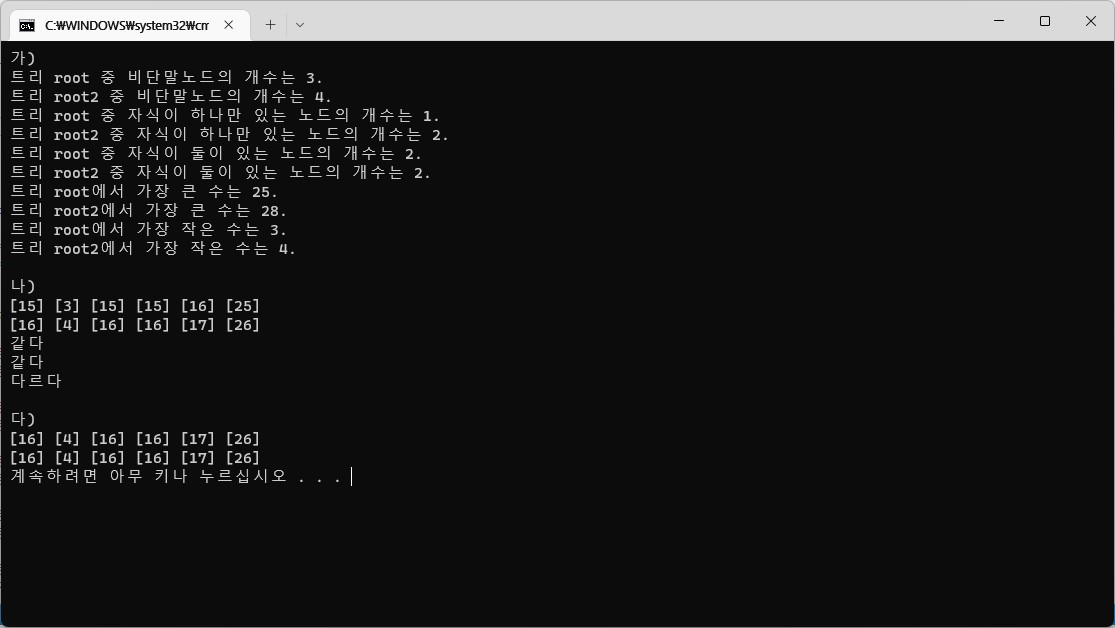 C:₩WINDOWS₩system32₩cm
가)
트리 root 중 비단말노드의 개수는 3.
트리 root2 중 비단말노드의 개수는 4.
트리 root 중 자식이 하나만 있는 노드의 개수는 1.
트리 root2 중 자식이 하나만 있는 노드의 개수는 2.
트리 root 중 자식이 둘이 있는 노드의 개수는 2.
트리 root2 중 자식이 둘이 있는 노드의 개수는 2.
트리 root에서 가장 큰 수는 25.
트리 root2에서 가장 큰 수는 28.
트리 root에서 가장 작은 수는 3.
트리 root2에서 가장 작은 수는 4.
나)
[15] [3] [15] [15] [16] [25]
[16] [4] [16] [16] [17] [26]
같다
같다
다르다
다)
[16] [4] [16] [16] [17] [26]
[16] [4] [16] [16] [17] [26]
계속하려면 아무 키나 누르십시오 . . .